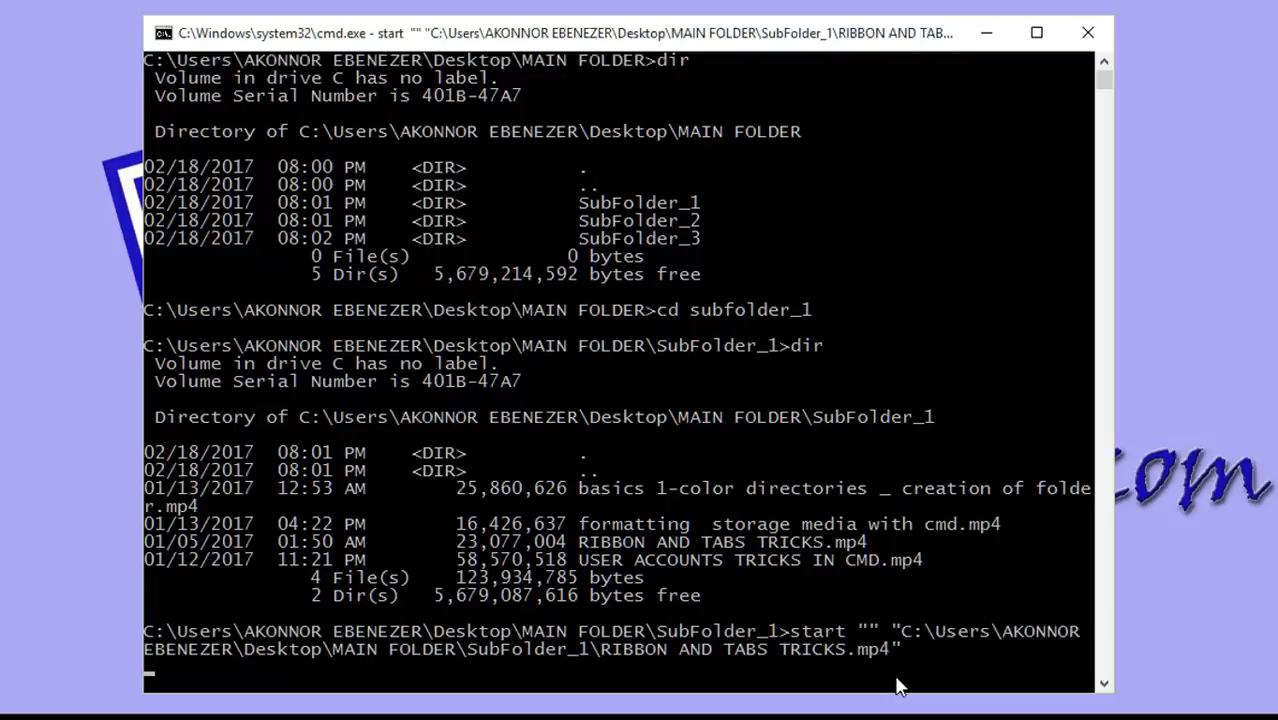 C:\Windows\system32\cmd.exe - start "" "C:\Users\AKONNOR EBENEZER\Desktop\MAIN FOLDER\SubFolder_1\RIBBON AND TAB...
C:\Users\AKONNOR EBENEZER\Desktop\MAIN FOLDER>dir
Volume in drive C has no label.
Volume Serial Number is 401B-47A7
Directory of C:\Users\AKONNOR EBENEZER\Desktop\MAIN FOLDER
02/18/2017 08:00 PM <DIR> .
02/18/2017 08:00 PM <DIR> ..
02/18/2017 08:01 PM <DIR> SubFolder_1
02/18/2017 08:01 PM <DIR> SubFolder_2
02/18/2017 08:02 PM <DIR> SubFolder_3
0 File(s) 0 bytes
5 Dir(s) 5,679,214,592 bytes free
C:\Users\AKONNOR EBENEZER\Desktop\MAIN FOLDER>cd subfolder_1
C:\Users\AKONNOR EBENEZER\Desktop\MAIN FOLDER\SubFolder_1>dir
Volume in drive C has no label.
Volume Serial Number is 401B-47A7
Directory of C:\Users\AKONNOR EBENEZER\Desktop\MAIN FOLDER\SubFolder_1
02/18/2017 08:01 PM <DIR> .
02/18/2017 08:01 PM <DIR> ..
01/13/2017 12:53 AM 25,860,626 basics 1-color directories _ creation of folde
r.mp4
01/13/2017 04:22 PM 16,426,637 formatting  storage media with cmd.mp4
01/05/2017 01:50 AM 23,077,004 RIBBON AND TABS TRICKS.mp4
01/12/2017 11:21 PM 58,570,518 USER ACCOUNTS TRICKS IN CMD.mp4
4 File(s) 123,934,785 bytes
2 Dir(s) 5,679,087,616 bytes free
C:\Users\AKONNOR EBENEZER\Desktop\MAIN FOLDER\SubFolder_1>start "" "C:\Users\AKONNOR
EBENEZER\Desktop\MAIN FOLDER\SubFolder_1\RIBBON AND TABS TRICKS.mp4"
.com